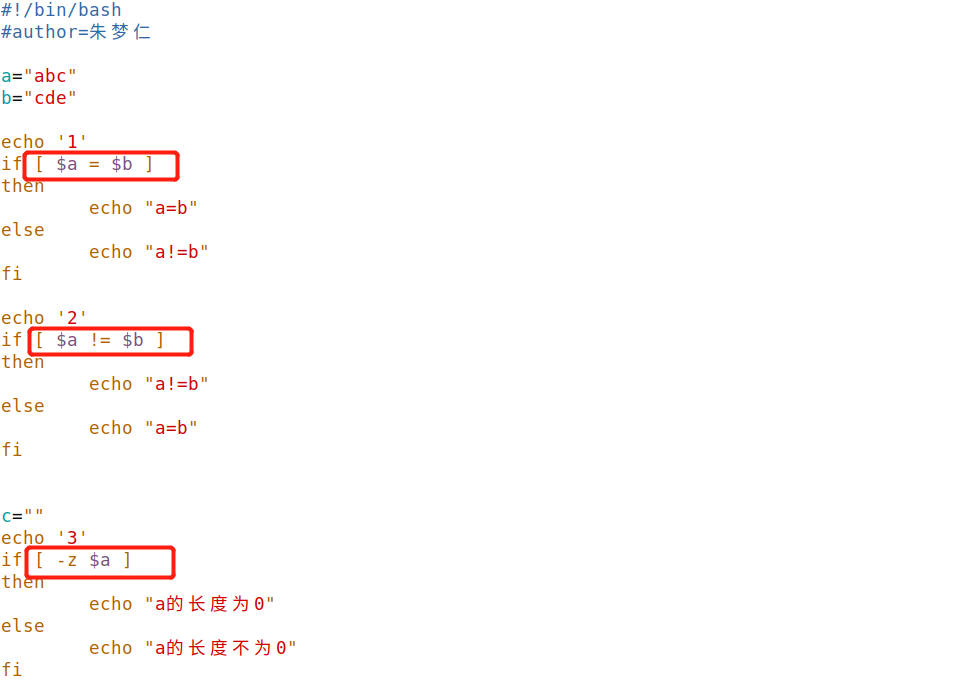 #!/bin/bash
#author=朱梦仁
a="abc"
b="cde"
echo '1'
if [ $a = $b ]
then
echo "a=b"
else
echo "a!=b"
fi
echo '2'
if [ $a != $b ]
then
echo "a!=b"
else
echo "a=b"
fi
c=""
echo '3'
if [ -z $a ]
then
echo "a的长度为0"
else
echo "a的长度不为0"
fi